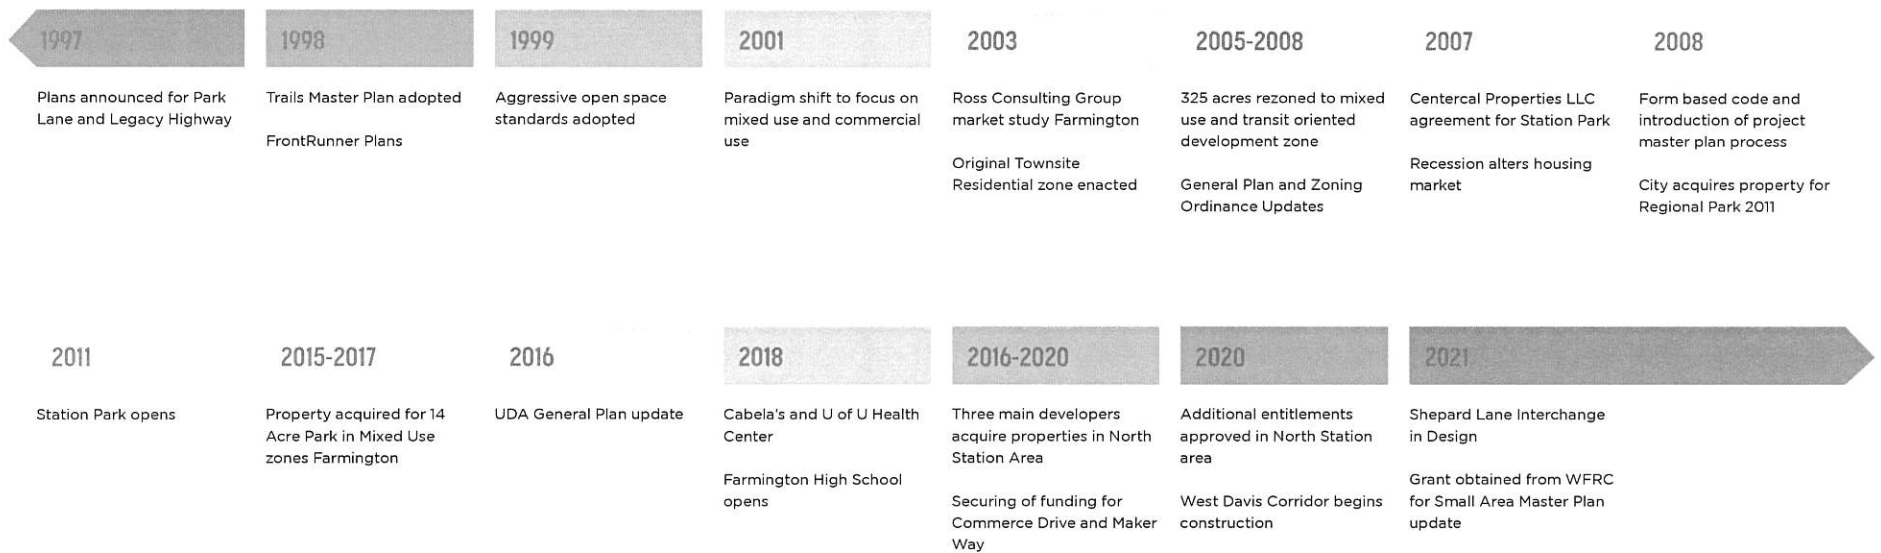 1997
Plans announced for Park
Lane and Legacy Highway
1998
Trails Master Plan adopted
FrontRunner Plans
1999
Aggressive open space
standards adopted
2001
Paradigm shift to focus on
mixed use and commercial
use
2003
Ross Consulting Group
market study Farmington
Original Townsite
Residential zone enacted
2005-2008
325 acres rezoned to mixed
use and transit oriented
development zone
General Plan and Zoning
Ordinance Updates
2007
Centercal Properties LLC
agreement for Station Park
Recession alters housing
market
2008
Form based code and
introduction of project
master plan process
City acquires property for
Regional Park 2011
2011
Station Park opens
2015-2017
Property acquired for 14
Acre Park in Mixed Use
zones Farmington
2016
UDA General Plan update
2018
Cabela's and U of U Health
Center
Farmington High School
opens
2016-2020
Three main developers
acquire properties in North
Station Area
Securing of funding for
Commerce Drive and Maker
Way
2020
Additional entitlements
approved in North Station
area
West Davis Corridor begins
construction
2021
Shepard Lane Interchange
in Design
Grant obtained from WFRC
for Small Area Master Plan
update